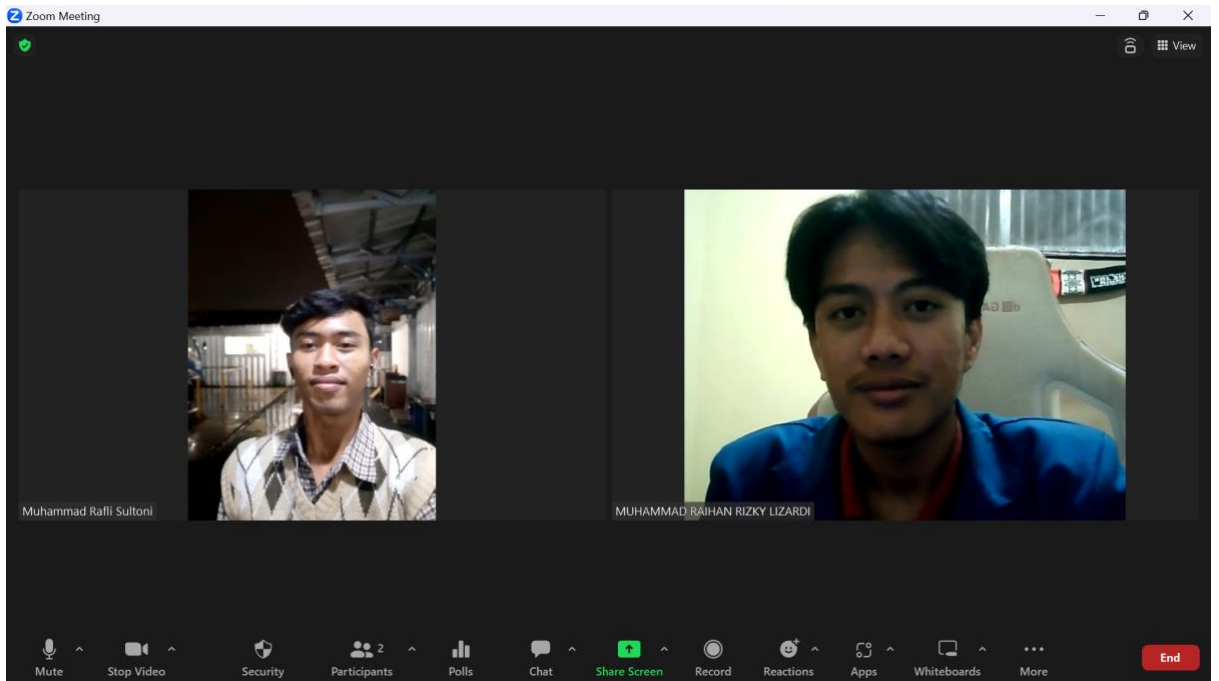 Zoom Meeting
View
Muhammad Rafli Sultoni
MUHAMMAD RAIHAN RIZKY LIZARDI
Mute
Stop Video
Security
2
Participants
Polls
Chat
Share Screen
Record
Reactions
Apps
Whiteboards
More
End